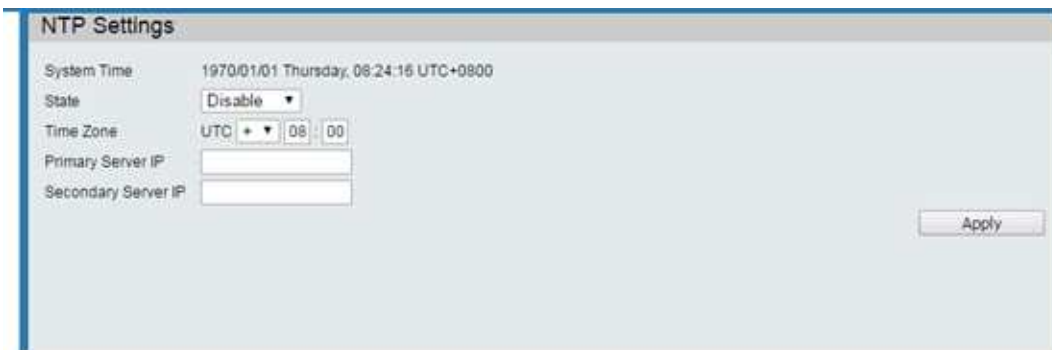 NTP Settings
System Time 1970/01/01 Thursday, 08:24:16 UTC+0800
State Disable
Time Zone UTC + 08 : 00
Primary Server IP
Secondary Server IP
Apply